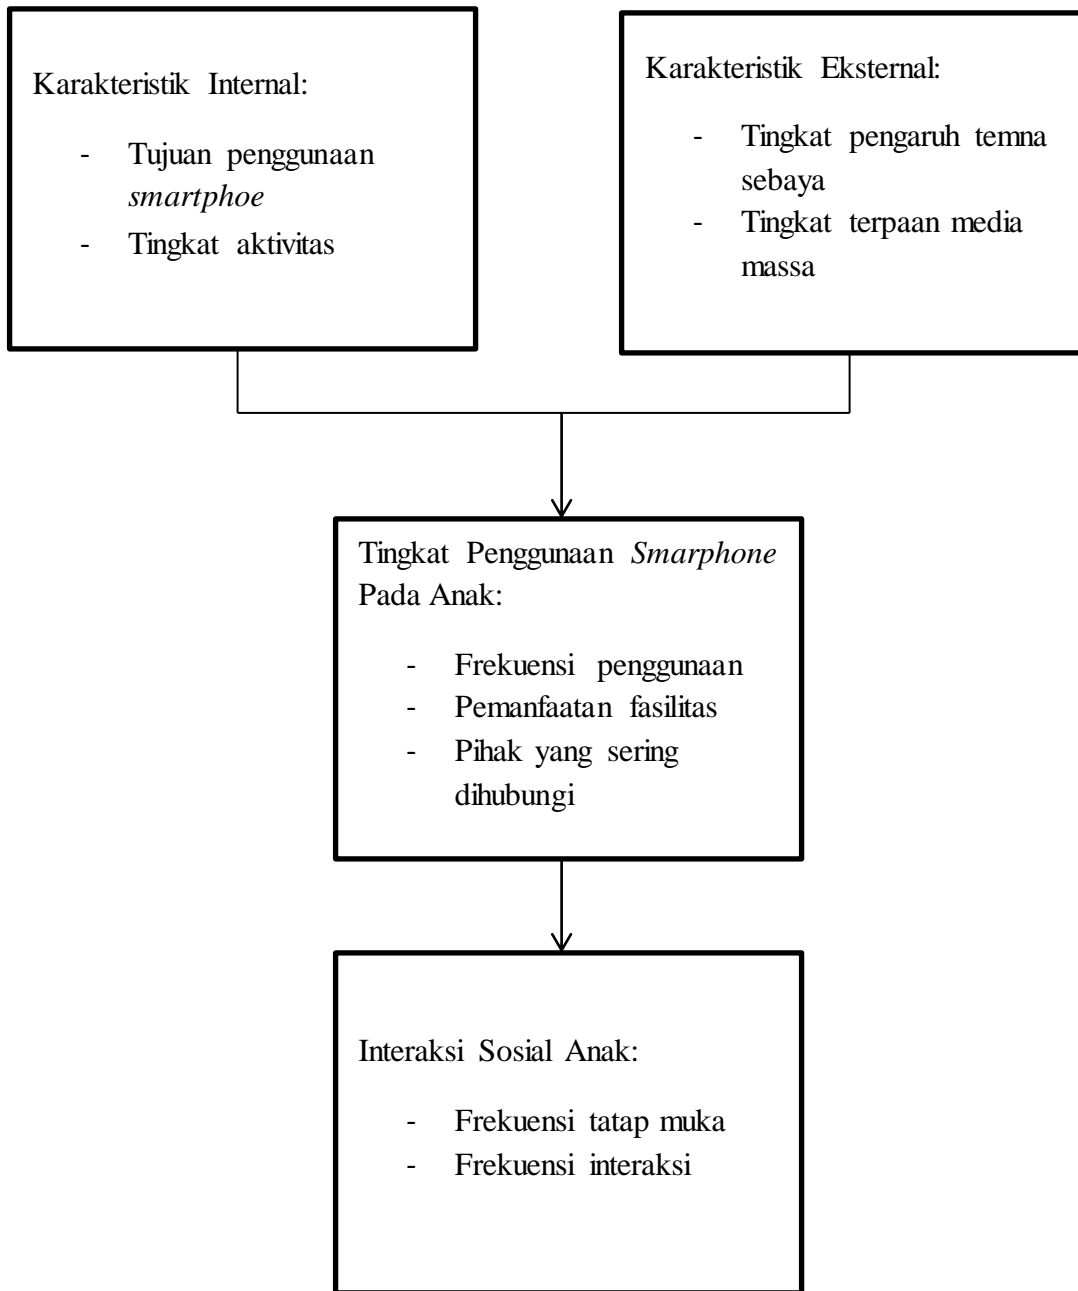 Karakteristik Internal:
- Tujuan penggunaan
smartphoe
- Tingkat aktivitas
Karakteristik Eksternal:
- Tingkat pengaruh temna
sebaya
- Tingkat terpaan media
massa
Tingkat Penggunaan Smarphone
Pada Anak:
- Frekuensi penggunaan
- Pemanfaatan fasilitas
- Pihak yang sering
dihubungi
Interaksi Sosial Anak:
- Frekuensi tatap muka
- Frekuensi interaksi